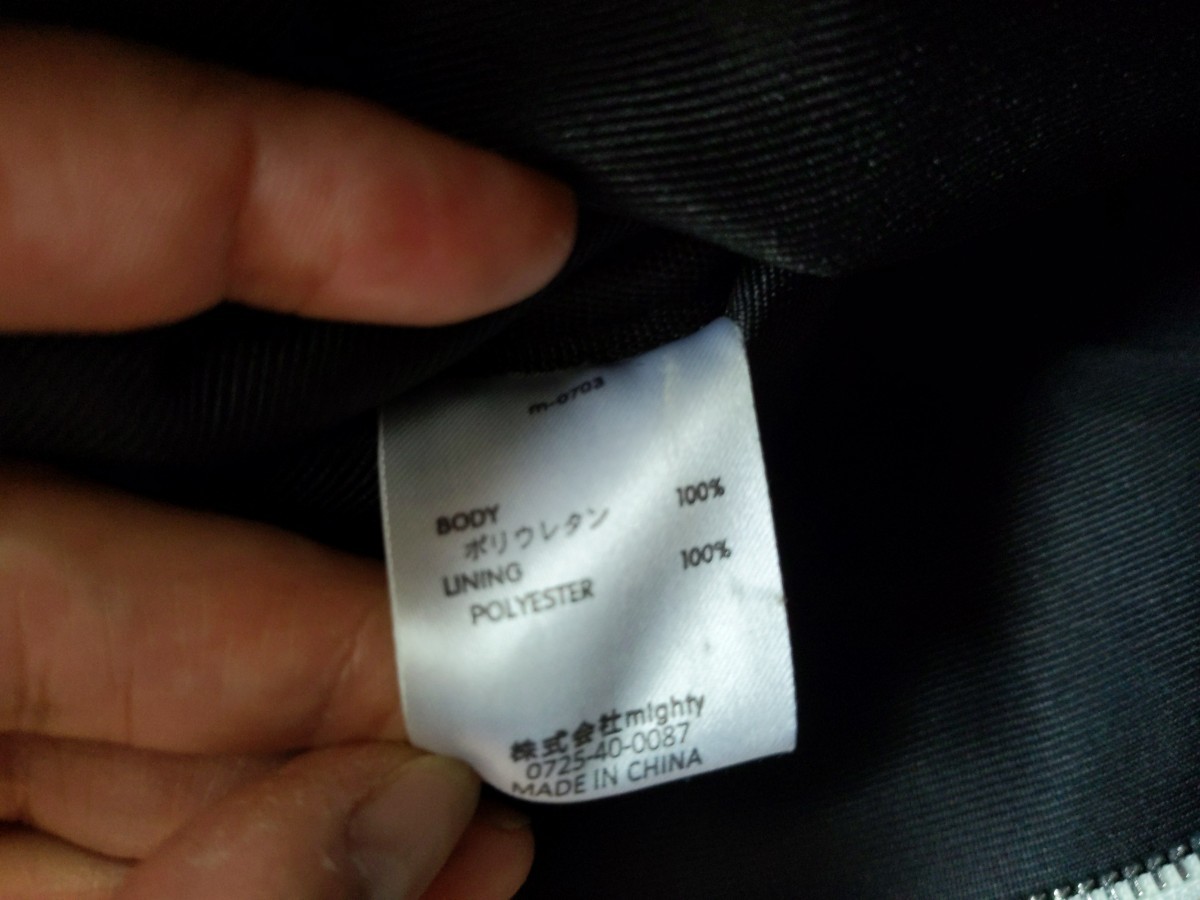 m-0703
BODY 100%
ポリウレタン
LINING 100%
POLYESTER
株式会社mighty
0725-40-0087
MADE IN CHINA